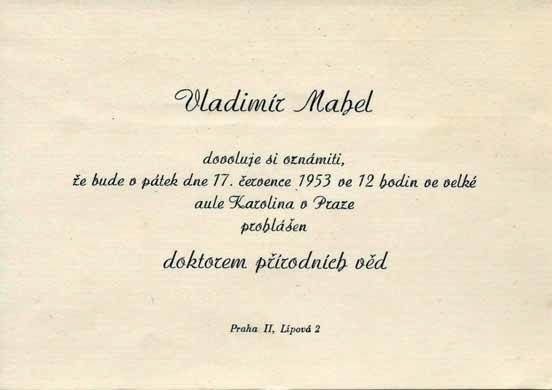 Vladimír Mahel
dovoluje si oznámiti,
že bude v pátek dne 17. července 1953 ve 12 hodin ve velké
aule Karolina v Praze
prohlášen
doktorem přírodních věd
Praha II, Lípová 2